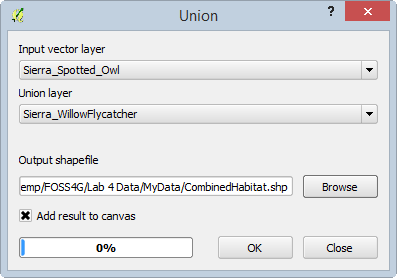 Union
?
Input vector layer
Sierra_Spotted_Owl
Union layer
Sierra_WillowFlycatcher
Output shapefile
emp/FOSS4G/Lab 4 Data/MyData/CombinedHabitat.shp Browse
Add result to canvas
0% OK Close